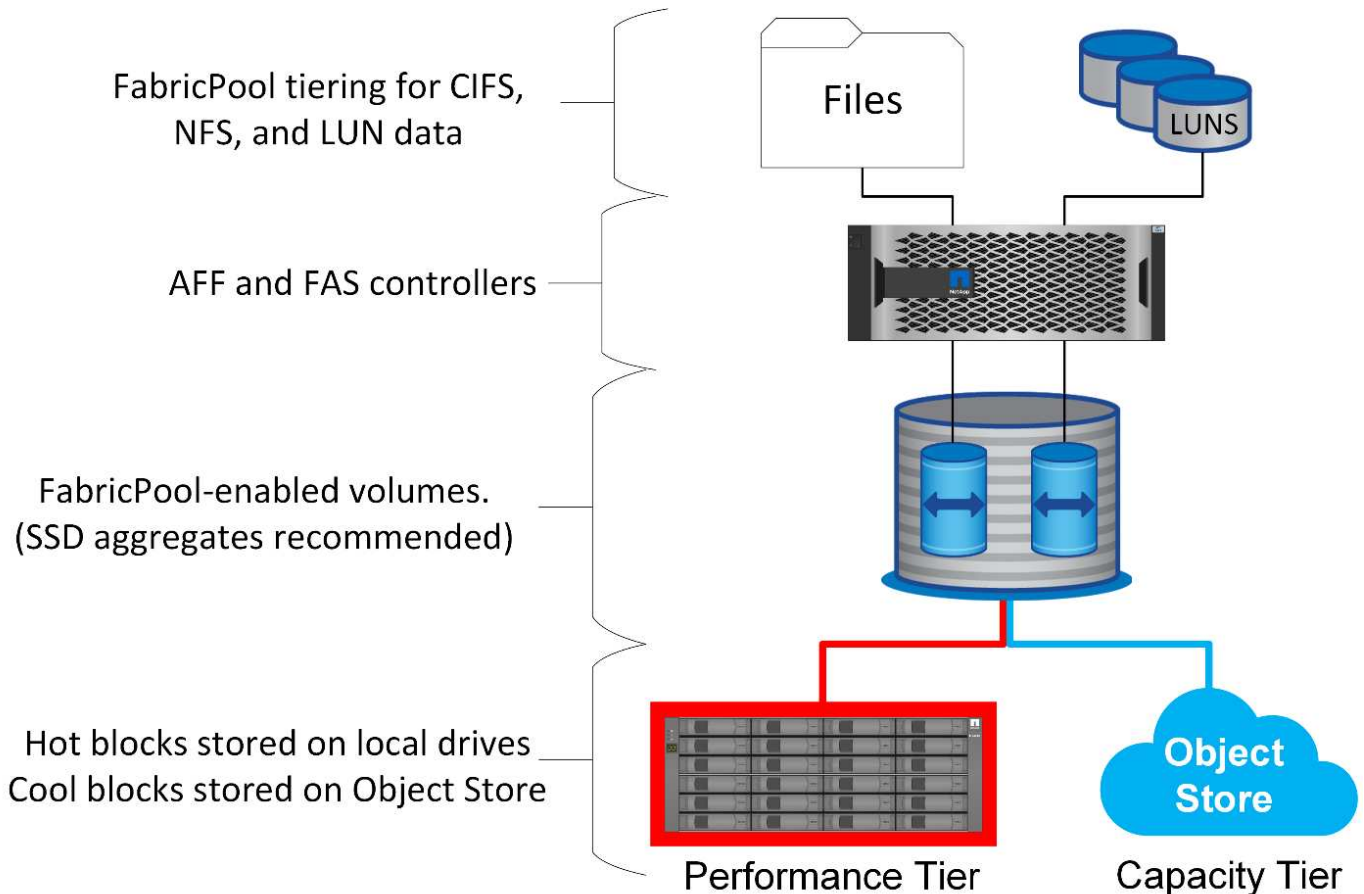 FabricPool tiering for CIFS,
NFS, and LUN data
Files
LUNS
AFF and FAS controllers
NetApp
FabricPool-enabled volumes.
(SSD aggregates recommended)
Hot blocks stored on local drives
Cool blocks stored on Object Store
Object
Store
Performance Tier
Capacity Tier